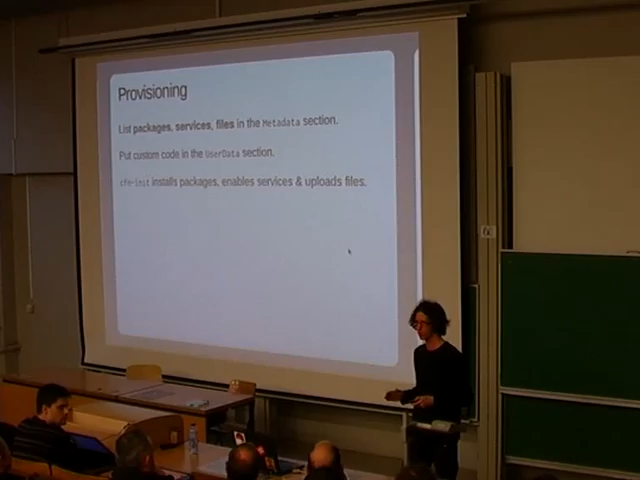 Provisioning
List packages, services, files in the Metadata section.
Put custom code in the UserData section.
cfn-init installs packages, enables services & uploads files.